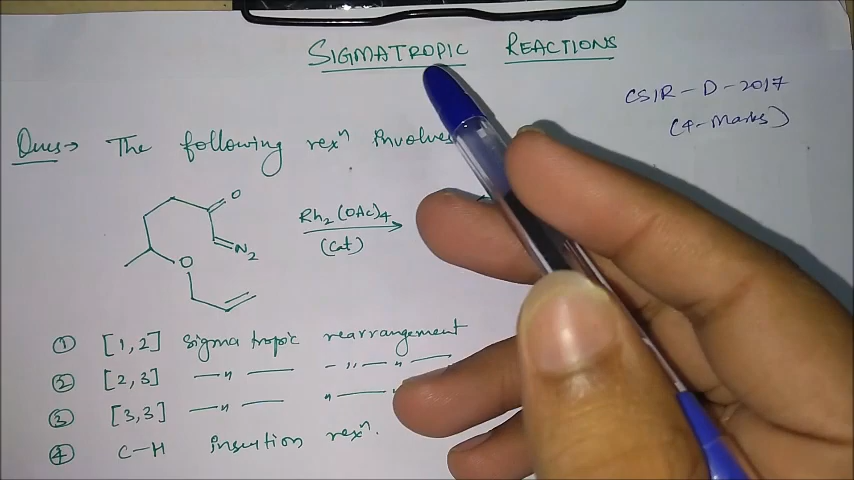 SIGMATROPIC REACTIONS
CSIR - D - 2017
(4-Marks)
Ques→ The following rexⁿ involves
O
N₂
O
Rh₂(OAc)₄
(cat)
① [1,2] sigma tropic rearrangement
② [2,3] —〃— —〃—
③ [3,3] —〃— 〃—
④ C-H insertion rexⁿ.